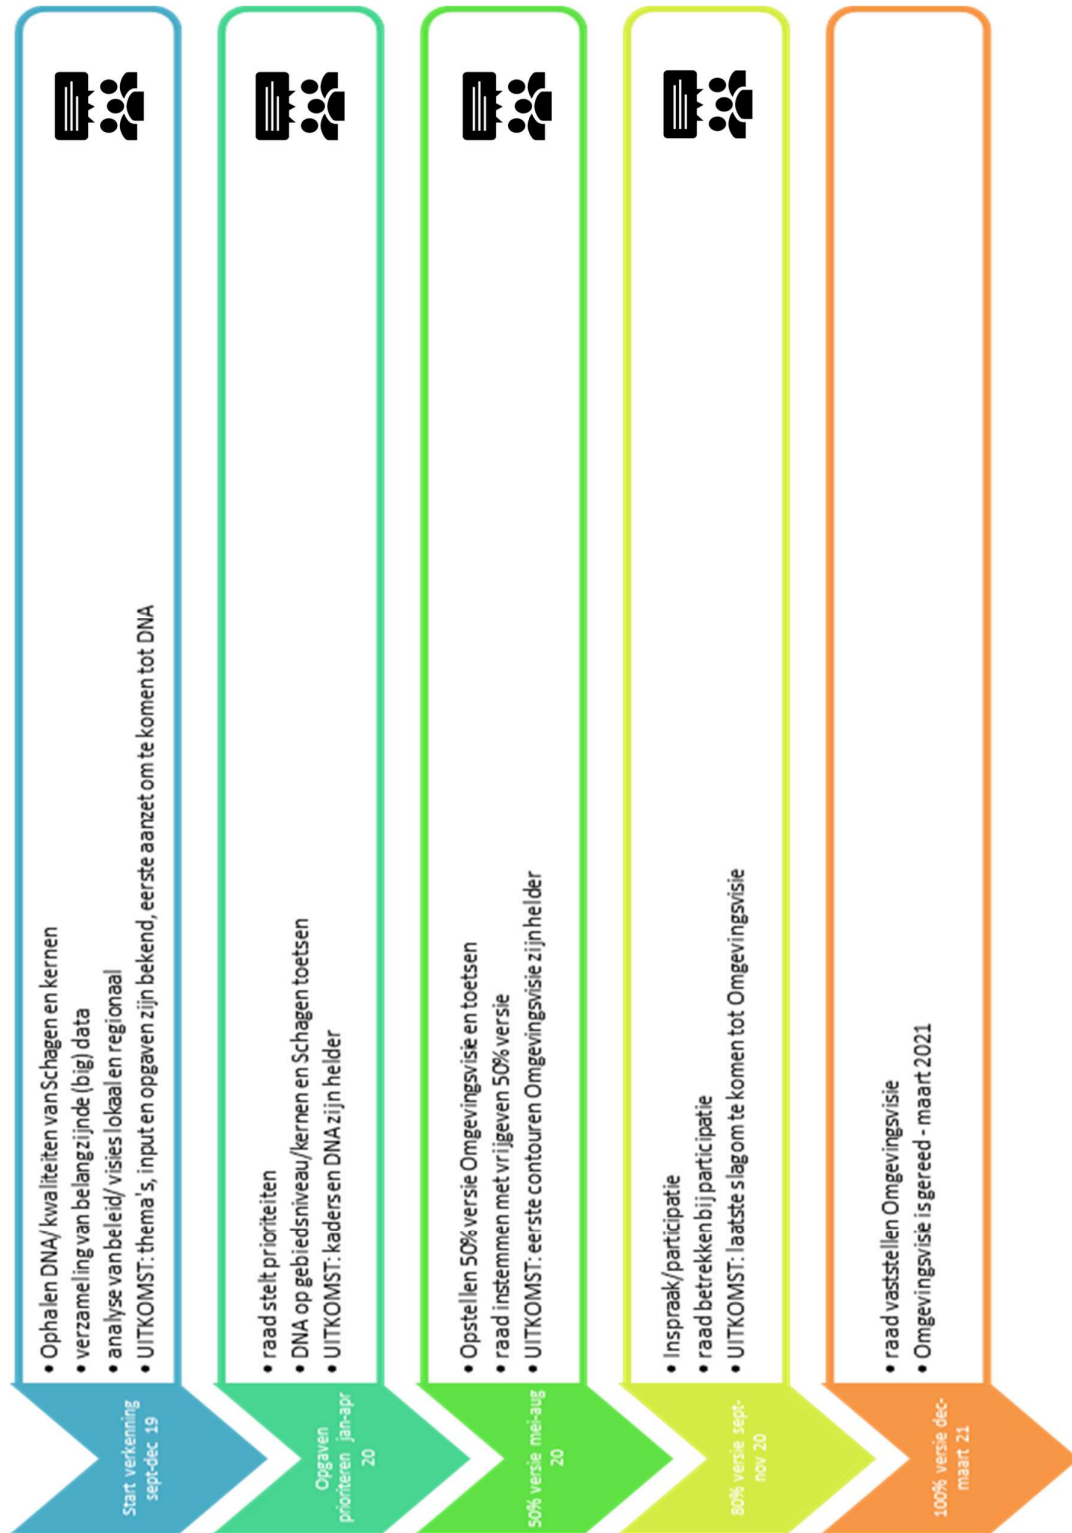 Start verkenning
sept-dec 19
• Ophalen DNA/ kwaliteiten van Schagen en kernen
• verzameling van belangzijnde (big) data
• analyse van beleid/ visies lokaal en regionaal
• UITKOMST: thema's, input en opgaven zijn bekend, eerste aanzet om te komen tot DNA
Opgaven
prioriteren jan-apr
20
• raad stelt prioriteiten
• DNA op gebiedsniveau/kernen en Schagen toetsen
• UITKOMST: kaders en DNA zijn helder
50% versie mei-aug
20
• Opstellen 50% versie Omgevingsvisie en toetsen
• raad instemmen met vrijgeven 50% versie
• UITKOMST: eerste contouren Omgevingsvisie zijn helder
80% versie sept-
nov 20
• Inspraak/participatie
• raad betrekken bij participatie
• UITKOMST: laatste slag om te komen tot Omgevingsvisie
100% versie dec-
maart 21
• raad vaststellen Omgevingsvisie
• Omgevingsvisie is gereed - maart 2021